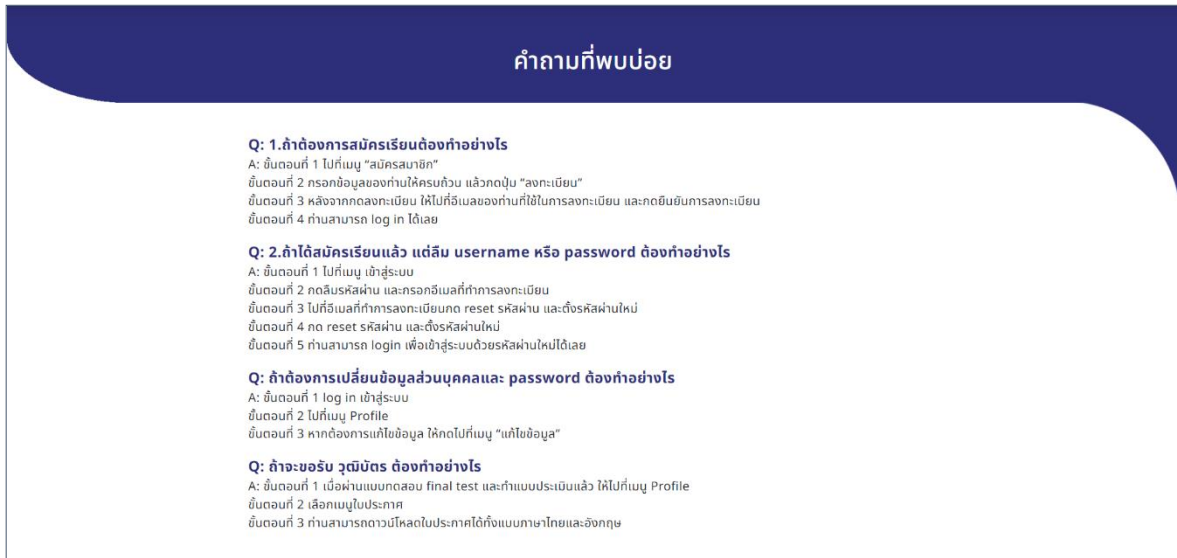 คำถามที่พบบ่อย
Q: 1.ถ้าต้องการสมัครเรียนต้องทำอย่างไร
A: ขั้นตอนที่ 1 ไปที่เมนู “สมัครสมาชิก”
ขั้นตอนที่ 2 กรอกข้อมูลของท่านให้ครบถ้วน แล้วกดปุ่ม “ลงทะเบียน”
ขั้นตอนที่ 3 หลังจากกดลงทะเบียน ให้ไปที่อีเมลของท่านที่ใช้ในการลงทะเบียน และกดยืนยันการลงทะเบียน
ขั้นตอนที่ 4 ท่านสามารถ log in ได้เลย
Q: 2.ถ้าได้สมัครเรียนแล้ว แต่ลืม username หรือ password ต้องทำอย่างไร
A: ขั้นตอนที่ 1 ไปที่เมนู เข้าสู่ระบบ
ขั้นตอนที่ 2 กดลืมรหัสผ่าน และกรอกอีเมลที่ทำการลงทะเบียน
ขั้นตอนที่ 3 ไปที่อีเมลที่ทำการลงทะเบียนกด reset รหัสผ่าน และตั้งรหัสผ่านใหม่
ขั้นตอนที่ 4 กด reset รหัสผ่าน และตั้งรหัสผ่านใหม่
ขั้นตอนที่ 5 ท่านสามารถ login เพื่อเข้าสู่ระบบด้วยรหัสผ่านใหม่ได้เลย
Q: ถ้าต้องการเปลี่ยนข้อมูลส่วนบุคคลและ password ต้องทำอย่างไร
A: ขั้นตอนที่ 1 log in เข้าสู่ระบบ
ขั้นตอนที่ 2 ไปที่เมนู Profile
ขั้นตอนที่ 3 หากต้องการแก้ไขข้อมูล ให้กดไปที่เมนู “แก้ไขข้อมูล”
Q: ถ้าจะขอรับ วุฒิบัตร ต้องทำอย่างไร
A: ขั้นตอนที่ 1 เมื่อผ่านแบบทดสอบ final test และทำแบบประเมินแล้ว ให้ไปที่เมนู Profile
ขั้นตอนที่ 2 เลือกเมนูใบประกาศ
ขั้นตอนที่ 3 ท่านสามารถดาวน์โหลดใบประกาศได้ทั้งแบบภาษาไทยและอังกฤษ